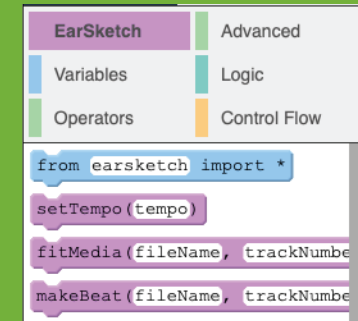 EarSketch Advanced
Variables Logic
Operators Control Flow
from earsketch import *
setTempo(tempo)
fitMedia(fileName, trackNumbe
makeBeat(fileName, trackNumbe